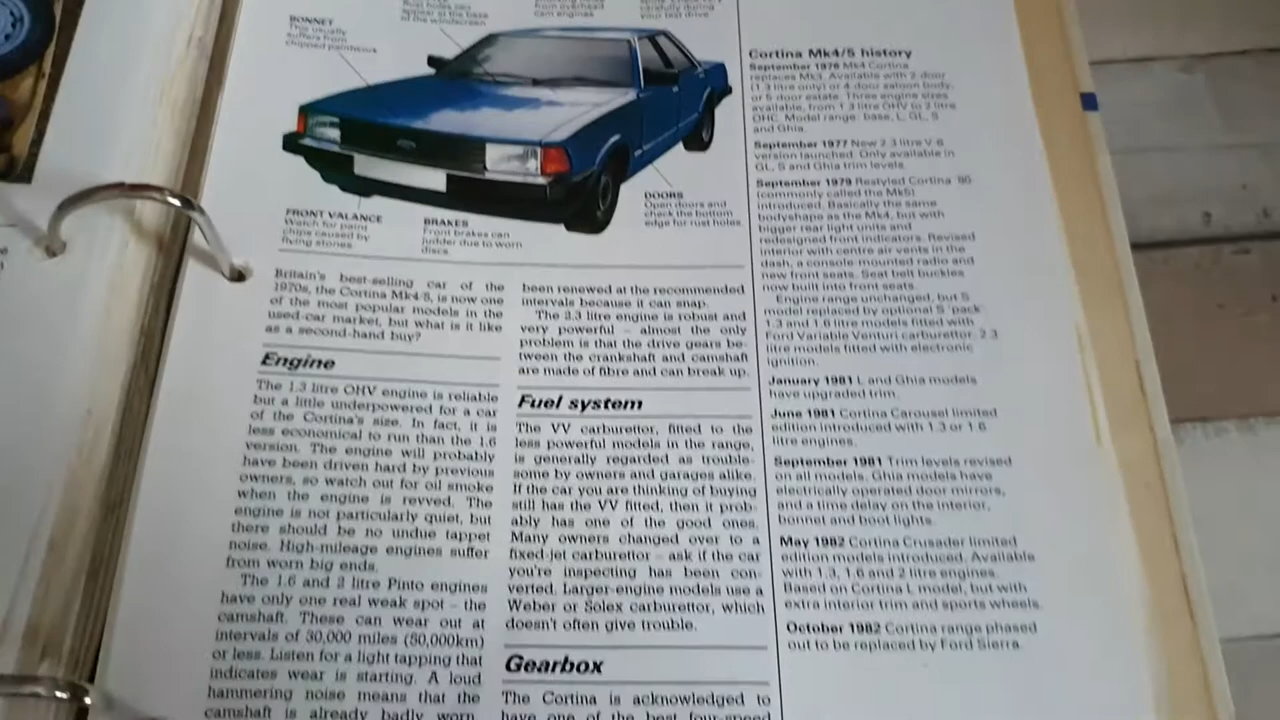 BONNET
This usually
suffers from
chipped paintwork
Rust holes can
appear at the base
of the windscreen
from overhead
cam engines
carefully during
your test drive
FRONT VALANCE
Watch for paint
chips caused by
flying stones
BRAKES
Front brakes can
judder due to worn
discs
DOORS
Open doors and
check the bottom
edge for rust holes
Britain's best-selling car of the
1970s, the Cortina Mk4/5, is now one
of the most popular models in the
used-car market, but what is it like
as a second-hand buy?
Engine
The 1.3 litre OHV engine is reliable
but a little underpowered for a car
of the Cortina's size. In fact, it is
less economical to run than the 1.6
version. The engine will probably
have been driven hard by previous
owners, so watch out for oil smoke
when the engine is revved. The
engine is not particularly quiet, but
there should be no undue tappet
noise. High-mileage engines suffer
from worn big ends.
The 1.6 and 2 litre Pinto engines
have only one real weak spot – the
camshaft. These can wear out at
intervals of 30,000 miles (50,000km)
or less. Listen for a light tapping that
indicates wear is starting. A loud
hammering noise means that the
camshaft is already badly worn
been renewed at the recommended
intervals because it can snap.
The 2.3 litre engine is robust and
very powerful – almost the only
problem is that the drive gears be-
tween the crankshaft and camshaft
are made of fibre and can break up.
Fuel system
The VV carburettor, fitted to the
less powerful models in the range,
is generally regarded as trouble-
some by owners and garages alike.
If the car you are thinking of buying
still has the VV fitted, then it prob-
ably has one of the good ones.
Many owners changed over to a
fixed-jet carburettor – ask if the car
you're inspecting has been con-
verted. Larger-engine models use a
Weber or Solex carburettor, which
doesn't often give trouble.
Gearbox
The Cortina is acknowledged to
have one of the best four-speed
Cortina Mk4/5 history
September 1976 Mk4 Cortina
replaces Mk3. Available with 2 door
(1.3 litre only) or 4 door saloon body,
or 5 door estate. Three engine sizes
available, from 1.3 litre OHV to 2 litre
OHC. Model range: base, L, GL, S
and Ghia.
September 1977 New 2.3 litre V 6
version launched. Only available in
GL, S and Ghia trim levels.
September 1979 Restyled Cortina '80
(commonly called the Mk5)
introduced. Basically the same
bodyshape as the Mk4, but with
bigger rear light units and
redesigned front indicators. Revised
interior with centre air vents in the
dash, a console mounted radio and
new front seats. Seat belt buckles
now built into front seats.
Engine range unchanged, but S
model replaced by optional 'S' pack.
1.3 and 1.6 litre models fitted with
Ford Variable Venturi carburettor. 2.3
litre models fitted with electronic
ignition.
January 1981 L and Ghia models
have upgraded trim.
June 1981 Cortina Carousel limited
edition introduced with 1.3 or 1.6
litre engines.
September 1981 Trim levels revised
on all models. Ghia models have
electrically operated door mirrors,
and a time delay on the interior,
bonnet and boot lights.
May 1982 Cortina Crusader limited
edition models introduced. Available
with 1.3, 1.6 and 2 litre engines.
Based on Cortina L model, but with
extra interior trim and sports wheels.
October 1982 Cortina range phased
out to be replaced by Ford Sierra.